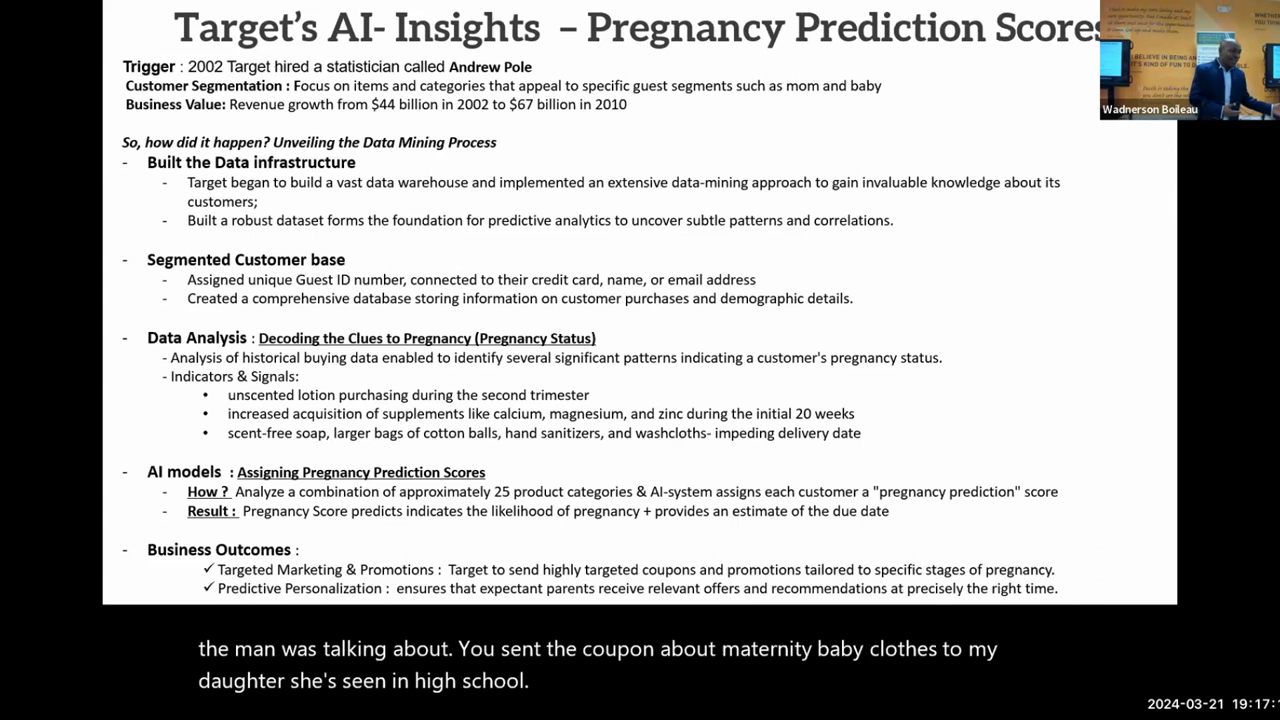 Target's AI- Insights – Pregnancy Prediction Scores
Trigger : 2002 Target hired a statistician called Andrew Pole
Customer Segmentation : Focus on items and categories that appeal to specific guest segments such as mom and baby
Business Value: Revenue growth from $44 billion in 2002 to $67 billion in 2010
So, how did it happen? Unveiling the Data Mining Process
- Built the Data infrastructure
- Target began to build a vast data warehouse and implemented an extensive data-mining approach to gain invaluable knowledge about its
customers;
- Built a robust dataset forms the foundation for predictive analytics to uncover subtle patterns and correlations.
- Segmented Customer base
- Assigned unique Guest ID number, connected to their credit card, name, or email address
- Created a comprehensive database storing information on customer purchases and demographic details.
- Data Analysis : Decoding the Clues to Pregnancy (Pregnancy Status)
- Analysis of historical buying data enabled to identify several significant patterns indicating a customer's pregnancy status.
- Indicators & Signals:
• unscented lotion purchasing during the second trimester
• increased acquisition of supplements like calcium, magnesium, and zinc during the initial 20 weeks
• scent-free soap, larger bags of cotton balls, hand sanitizers, and washcloths- impeding delivery date
- AI models : Assigning Pregnancy Prediction Scores
- How ? Analyze a combination of approximately 25 product categories & AI-system assigns each customer a "pregnancy prediction" score
- Result : Pregnancy Score predicts indicates the likelihood of pregnancy + provides an estimate of the due date
- Business Outcomes :
✓ Targeted Marketing & Promotions : Target to send highly targeted coupons and promotions tailored to specific stages of pregnancy.
✓ Predictive Personalization : ensures that expectant parents receive relevant offers and recommendations at precisely the right time.
Wadnerson Boileau
the man was talking about. You sent the coupon about maternity baby clothes to my
daughter she's seen in high school.
2024-03-21 19:17: